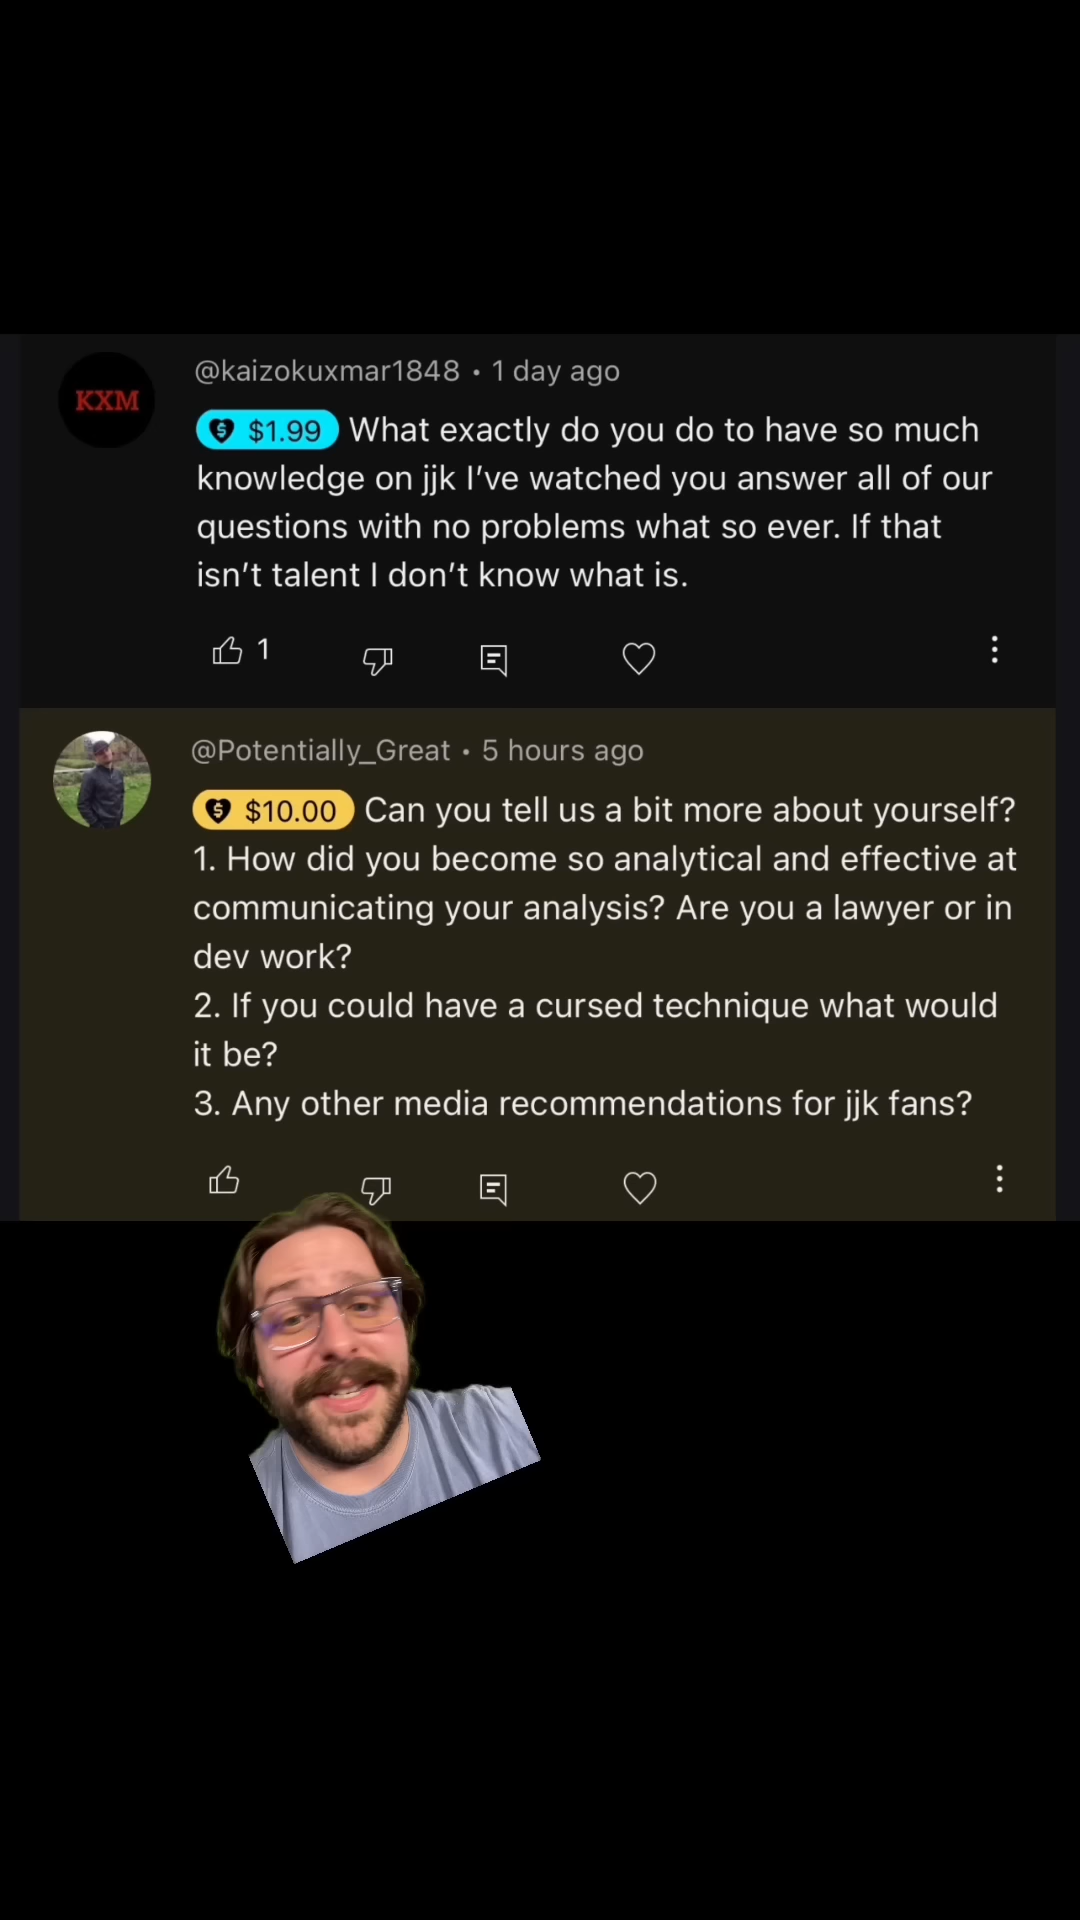 KXM
@kaizokuxmar1848 • 1 day ago
$1.99 What exactly do you do to have so much
knowledge on jjk I’ve watched you answer all of our
questions with no problems what so ever. If that
isn’t talent I don’t know what is.
1
@Potentially_Great • 5 hours ago
$10.00 Can you tell us a bit more about yourself?
1. How did you become so analytical and effective at
communicating your analysis? Are you a lawyer or in
dev work?
2. If you could have a cursed technique what would
it be?
3. Any other media recommendations for jjk fans?